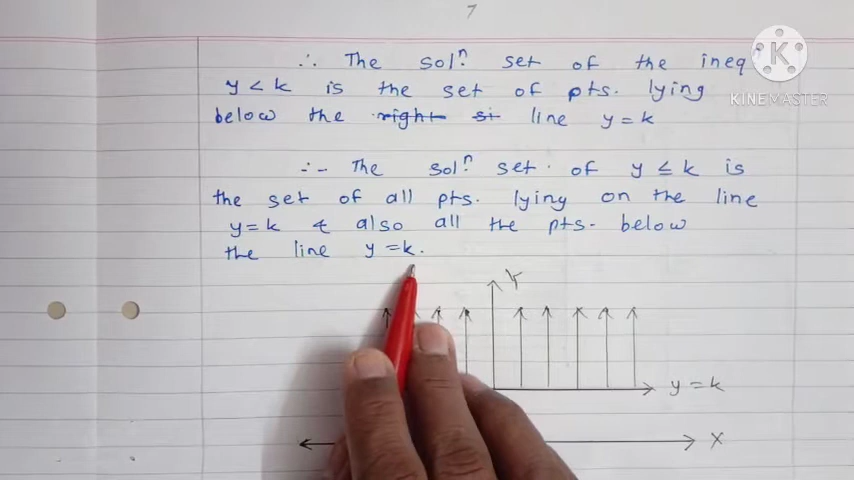 7
∴ The solⁿ. set of the ineqⁿ
y < k is the set of pts. lying
below the right si line y = k
∴- The solⁿ. set. of y ≤ k is
the set of all pts. lying on the line
y = k & also all the pts. below
the line y = k.
Y
y = k
X
K
KINEMASTER